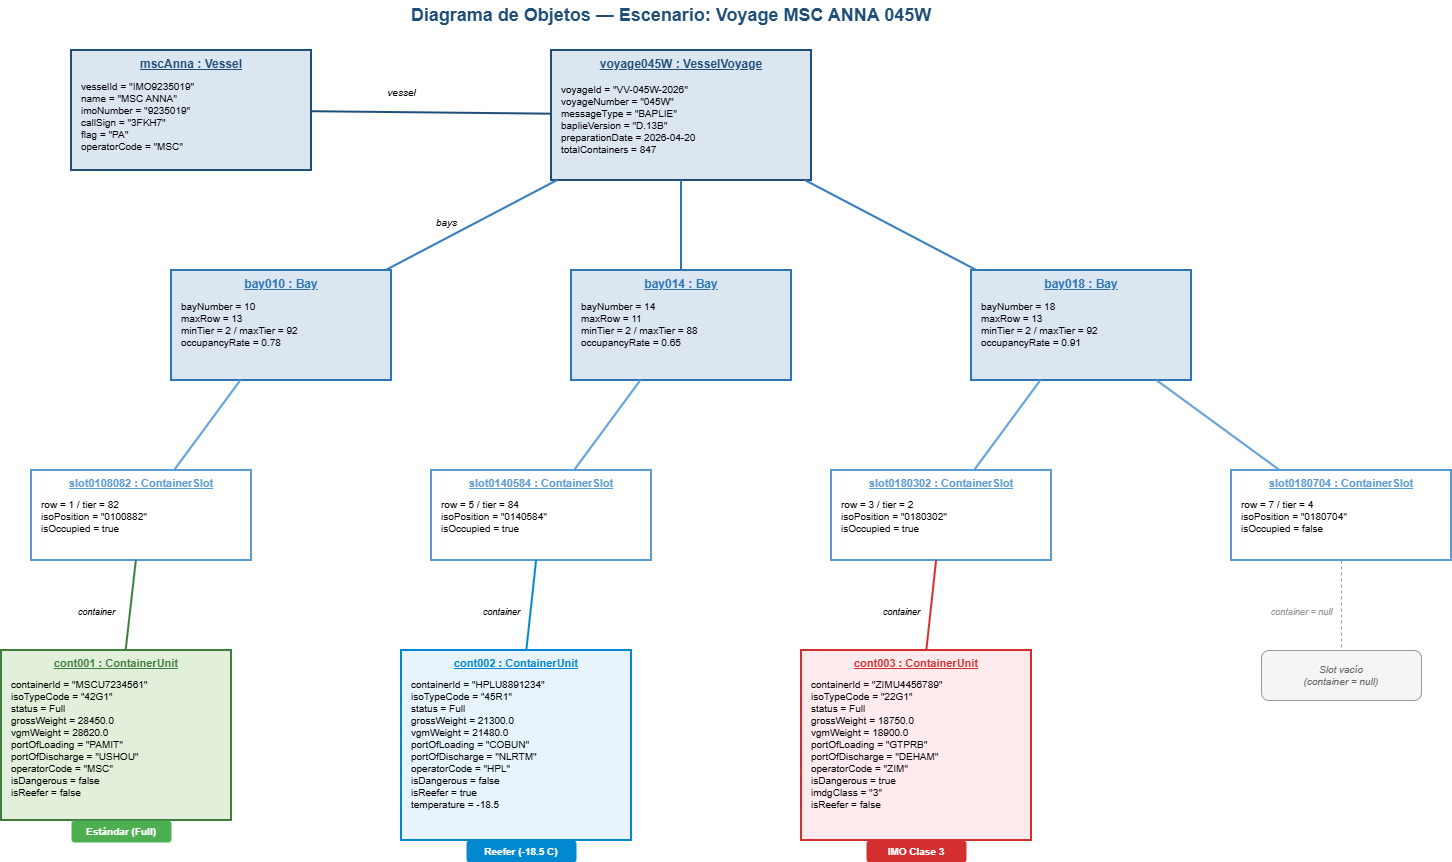 Diagrama de Objetos — Escenario: Voyage MSC ANNA 045W
mscAnna : Vessel
vesselId = "IMO9235019"
name = "MSC ANNA"
imoNumber = "9235019"
callSign = "3FKH7"
flag = "PA"
operatorCode = "MSC"
vessel
voyage045W : VesselVoyage
voyageId = "VV-045W-2026"
voyageNumber = "045W"
messageType = "BAPLIE"
baplieVersion = "D.13B"
preparationDate = 2026-04-20
totalContainers = 847
bays
bay010 : Bay
bayNumber = 10
maxRow = 13
minTier = 2 / maxTier = 92
occupancyRate = 0.78
bay014 : Bay
bayNumber = 14
maxRow = 11
minTier = 2 / maxTier = 88
occupancyRate = 0.65
bay018 : Bay
bayNumber = 18
maxRow = 13
minTier = 2 / maxTier = 92
occupancyRate = 0.91
slot0108082 : ContainerSlot
row = 1 / tier = 82
isoPosition = "0100882"
isOccupied = true
slot0140584 : ContainerSlot
row = 5 / tier = 84
isoPosition = "0140584"
isOccupied = true
slot0180302 : ContainerSlot
row = 3 / tier = 2
isoPosition = "0180302"
isOccupied = true
slot0180704 : ContainerSlot
row = 7 / tier = 4
isoPosition = "0180704"
isOccupied = false
container
container
container
container = null
cont001 : ContainerUnit
containerId = "MSCU7234561"
isoTypeCode = "42G1"
status = Full
grossWeight = 28450.0
vgmWeight = 28620.0
portOfLoading = "PAMIT"
portOfDischarge = "USHOU"
operatorCode = "MSC"
isDangerous = false
isReefer = false
Estándar (Full)
cont002 : ContainerUnit
containerId = "HPLU8891234"
isoTypeCode = "45R1"
status = Full
grossWeight = 21300.0
vgmWeight = 21480.0
portOfLoading = "COBUN"
portOfDischarge = "NLRTM"
operatorCode = "HPL"
isDangerous = false
isReefer = true
temperature = -18.5
Reefer (-18.5 C)
cont003 : ContainerUnit
containerId = "ZIMU4456789"
isoTypeCode = "22G1"
status = Full
grossWeight = 18750.0
vgmWeight = 18900.0
portOfLoading = "GTPRB"
portOfDischarge = "DEHAM"
operatorCode = "ZIM"
isDangerous = true
imdgClass = "3"
isReefer = false
IMO Clase 3
Slot vacío
(container = null)